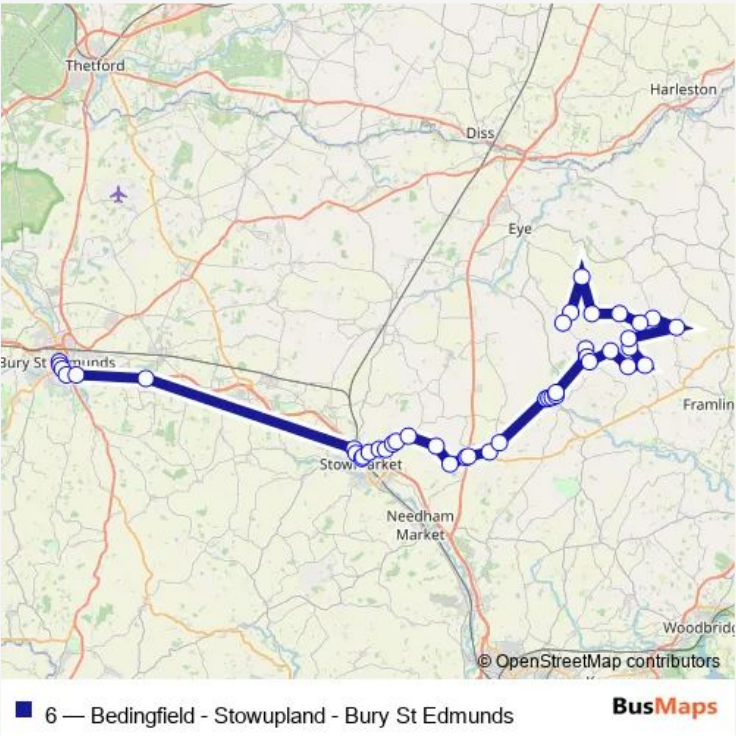 Thetford
Harleston
Diss
Eye
Bury St Edmunds
Framlin
Stowmarket
Needham
Market
Woodbridg
© OpenStreetMap contributors
6 — Bedingfield - Stowupland - Bury St Edmunds
BusMaps